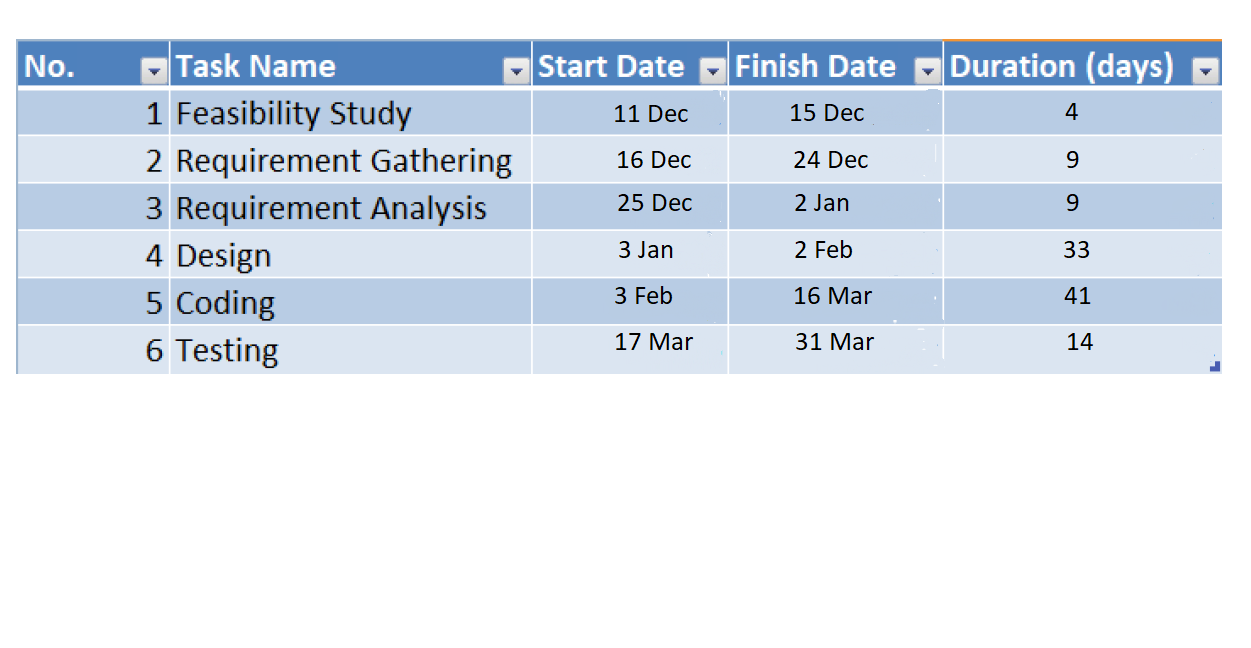 No. Task Name Start Date Finish Date Duration (days)
1 Feasibility Study 11 Dec 15 Dec 4
2 Requirement Gathering 16 Dec 24 Dec 9
3 Requirement Analysis 25 Dec 2 Jan 9
4 Design 3 Jan 2 Feb 33
5 Coding 3 Feb 16 Mar 41
6 Testing 17 Mar 31 Mar 14